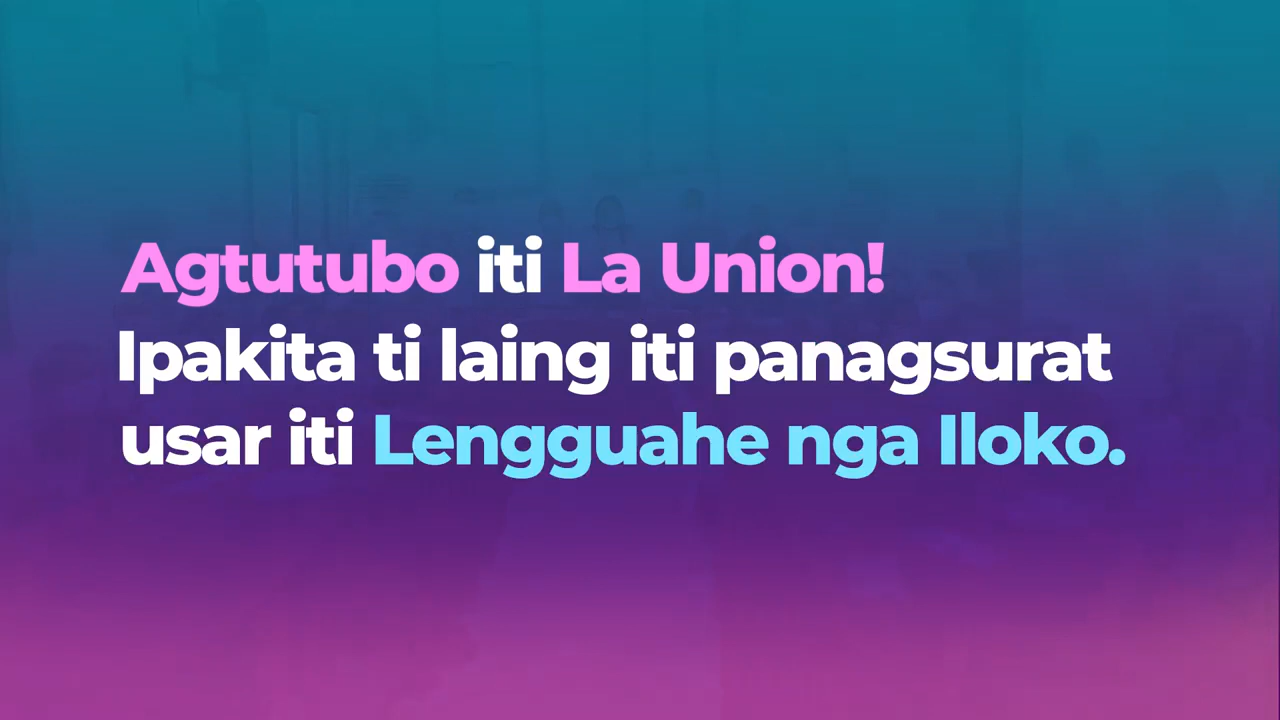 Agtutubo iti La Union!
Ipakita ti laing iti panagsurat
usar iti Lengguahe nga Iloko.